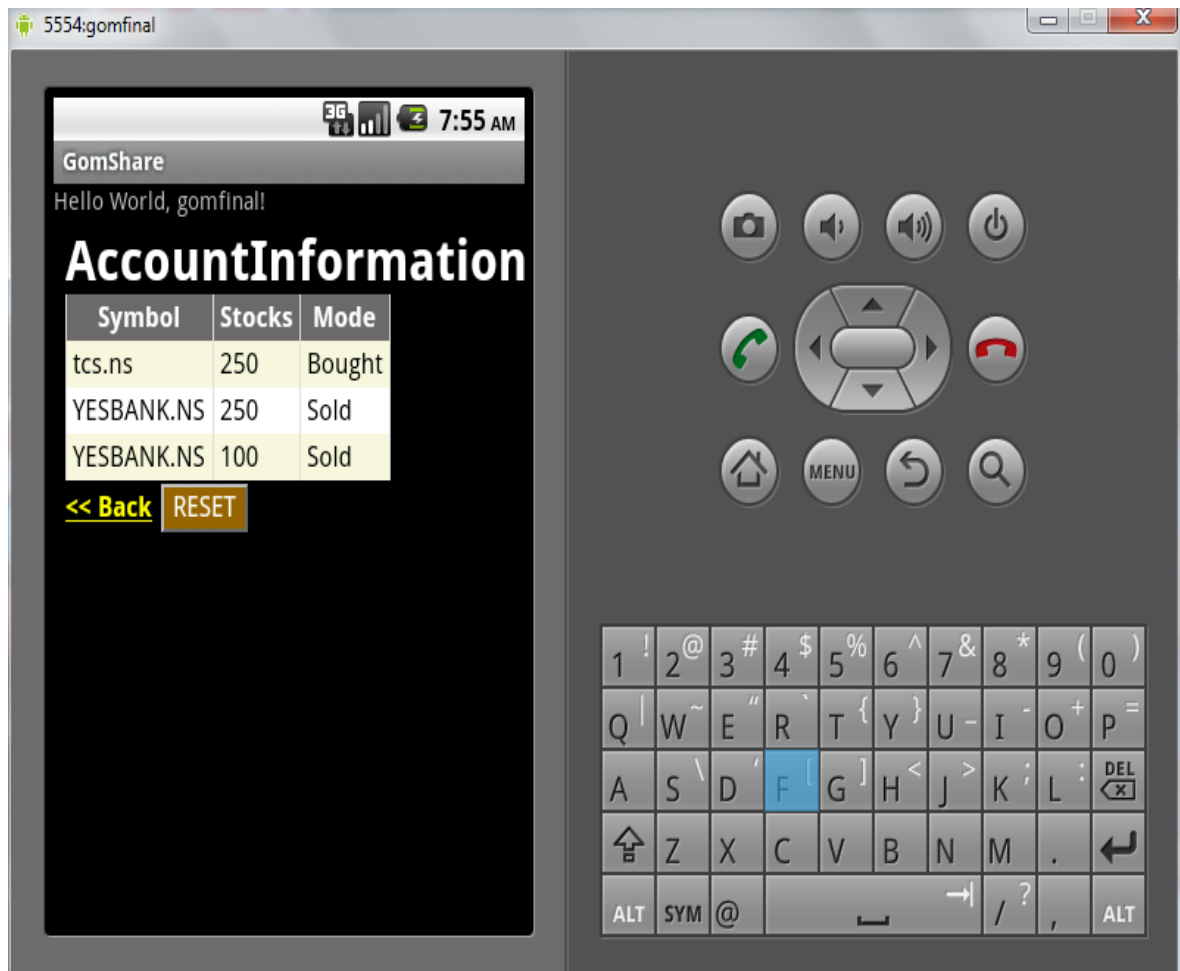 5554:gomfinal
3G 7:55 AM
GomShare
Hello World, gomfinal!
AccountInformation
Symbol Stocks Mode
tcs.ns 250 Bought
YESBANK.NS 250 Sold
YESBANK.NS 100 Sold
<< Back RESET
MENU
1 ! 2 @ 3 # 4 $ 5 % 6 ^ 7 & 8 * 9 ( 0 )
Q | W ~ E " R ` T { Y } U _ I - O + P =
A S \ D ' F [ G ] H < J > K ; L : DEL
Z X C V B N M .
ALT SYM @ / ? , ALT